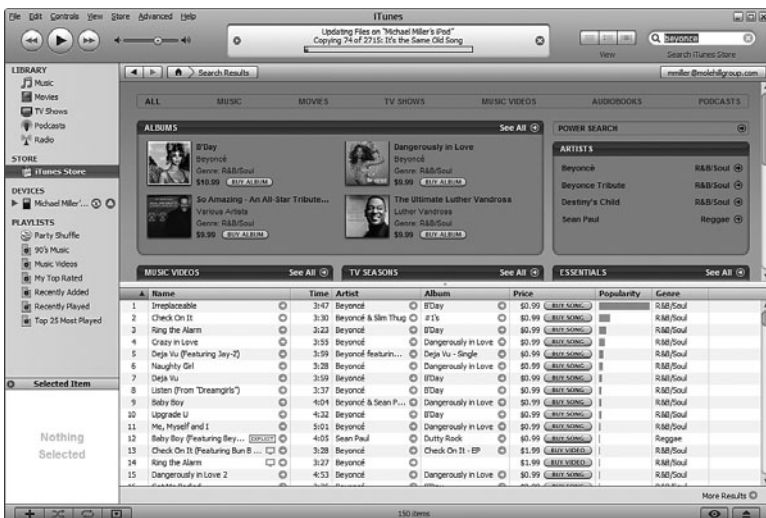 File Edit Controls View Store Advanced Help
iTunes
Updating Files on "Michael Miller's iPod"
Copying 74 of 2715: It's the Same Old Song
beyonce
View
Search iTunes Store
LIBRARY
Music
Movies
TV Shows
Podcasts
Radio
STORE
iTunes Store
DEVICES
Michael Miller'...
PLAYLISTS
Party Shuffle
90's Music
Music Videos
My Top Rated
Recently Added
Recently Played
Top 25 Most Played
Selected Item
Nothing
Selected
Search Results
mmiller@molehillgroup.com
ALL MUSIC MOVIES TV SHOWS MUSIC VIDEOS AUDIOBOOKS PODCASTS
ALBUMS See All
B'Day
Beyoncé
Genre: R&B/Soul
$10.99 BUY ALBUM
Dangerously in Love
Beyoncé
Genre: R&B/Soul
$9.99 BUY ALBUM
So Amazing - An All-Star Tribute...
Various Artists
Genre: R&B/Soul
$9.99 BUY ALBUM
The Ultimate Luther Vandross
Luther Vandross
Genre: R&B/Soul
$9.99 BUY ALBUM
POWER SEARCH
ARTISTS
Beyoncé R&B/Soul
Beyonce Tribute R&B/Soul
Destiny's Child R&B/Soul
Sean Paul Reggae
MUSIC VIDEOS See All
TV SEASONS See All
ESSENTIALS See All
Name Time Artist Album Price Popularity Genre
1 Irreplaceable 3:47 Beyoncé B'Day $0.99 BUY SONG R&B/Soul
2 Check On It 3:30 Beyoncé & Slim Thug #1's $0.99 BUY SONG R&B/Soul
3 Ring the Alarm 3:23 Beyoncé B'Day $0.99 BUY SONG R&B/Soul
4 Crazy in Love 3:55 Beyoncé Dangerously in Love $0.99 BUY SONG R&B/Soul
5 Deja Vu (Featuring Jay-Z) 3:59 Beyoncé featurin... Deja Vu - Single $0.99 BUY SONG R&B/Soul
6 Naughty Girl 3:28 Beyoncé Dangerously in Love $0.99 BUY SONG R&B/Soul
7 Deja Vu 3:59 Beyoncé B'Day $0.99 BUY SONG R&B/Soul
8 Listen (From "Dreamgirls") 3:37 Beyoncé B'Day $0.99 BUY SONG R&B/Soul
9 Baby Boy 4:04 Beyoncé & Sean P... Dangerously in Love $0.99 BUY SONG R&B/Soul
10 Upgrade U 4:32 Beyoncé B'Day $0.99 BUY SONG R&B/Soul
11 Me, Myself and I 5:01 Beyoncé Dangerously in Love $0.99 BUY SONG R&B/Soul
12 Baby Boy (Featuring Bey... EXPLICIT 4:05 Sean Paul Dutty Rock $0.99 BUY SONG Reggae
13 Check On It (Featuring Bun B ... 3:28 Beyoncé Check On It - EP $1.99 BUY VIDEO R&B/Soul
14 Ring the Alarm 3:27 Beyoncé $1.99 BUY VIDEO R&B/Soul
15 Dangerously in Love 2 4:53 Beyoncé Dangerously in Love $0.99 BUY SONG R&B/Soul
More Results
150 items